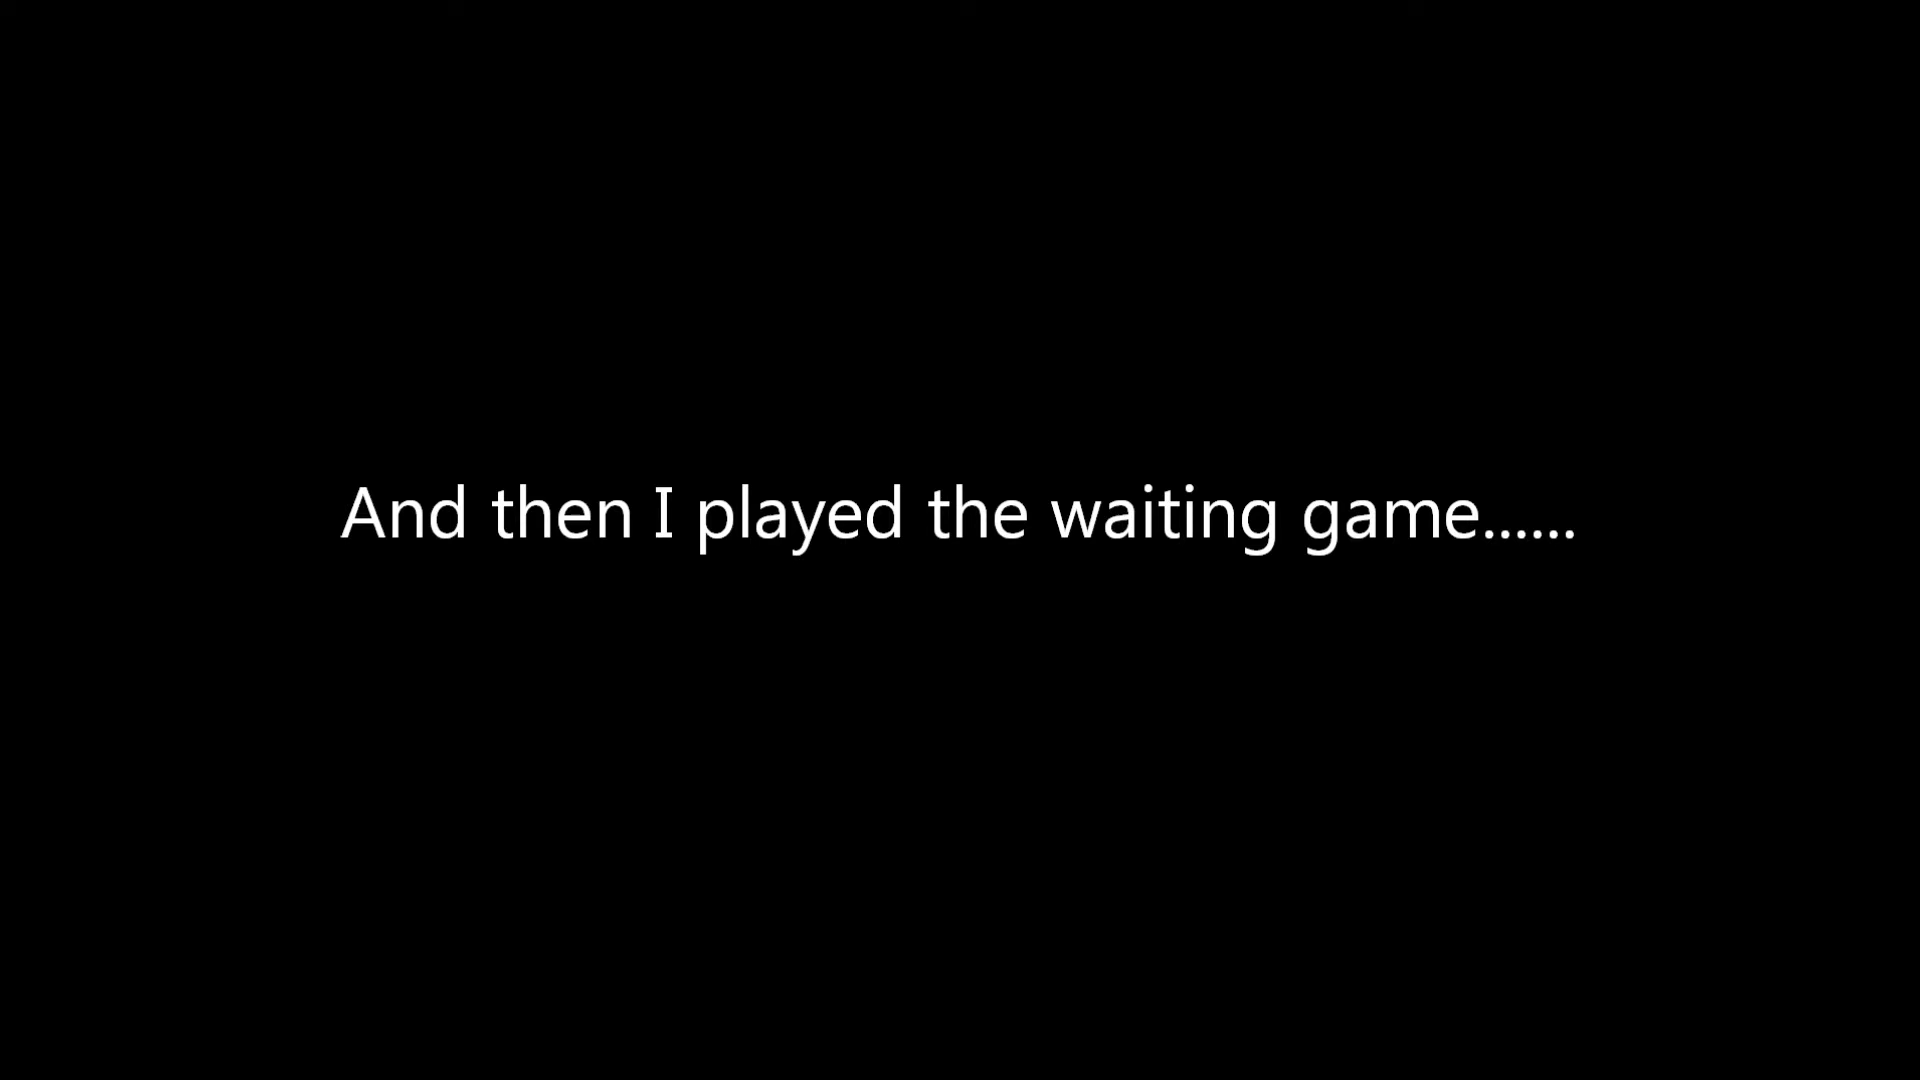 And then I played the waiting game......